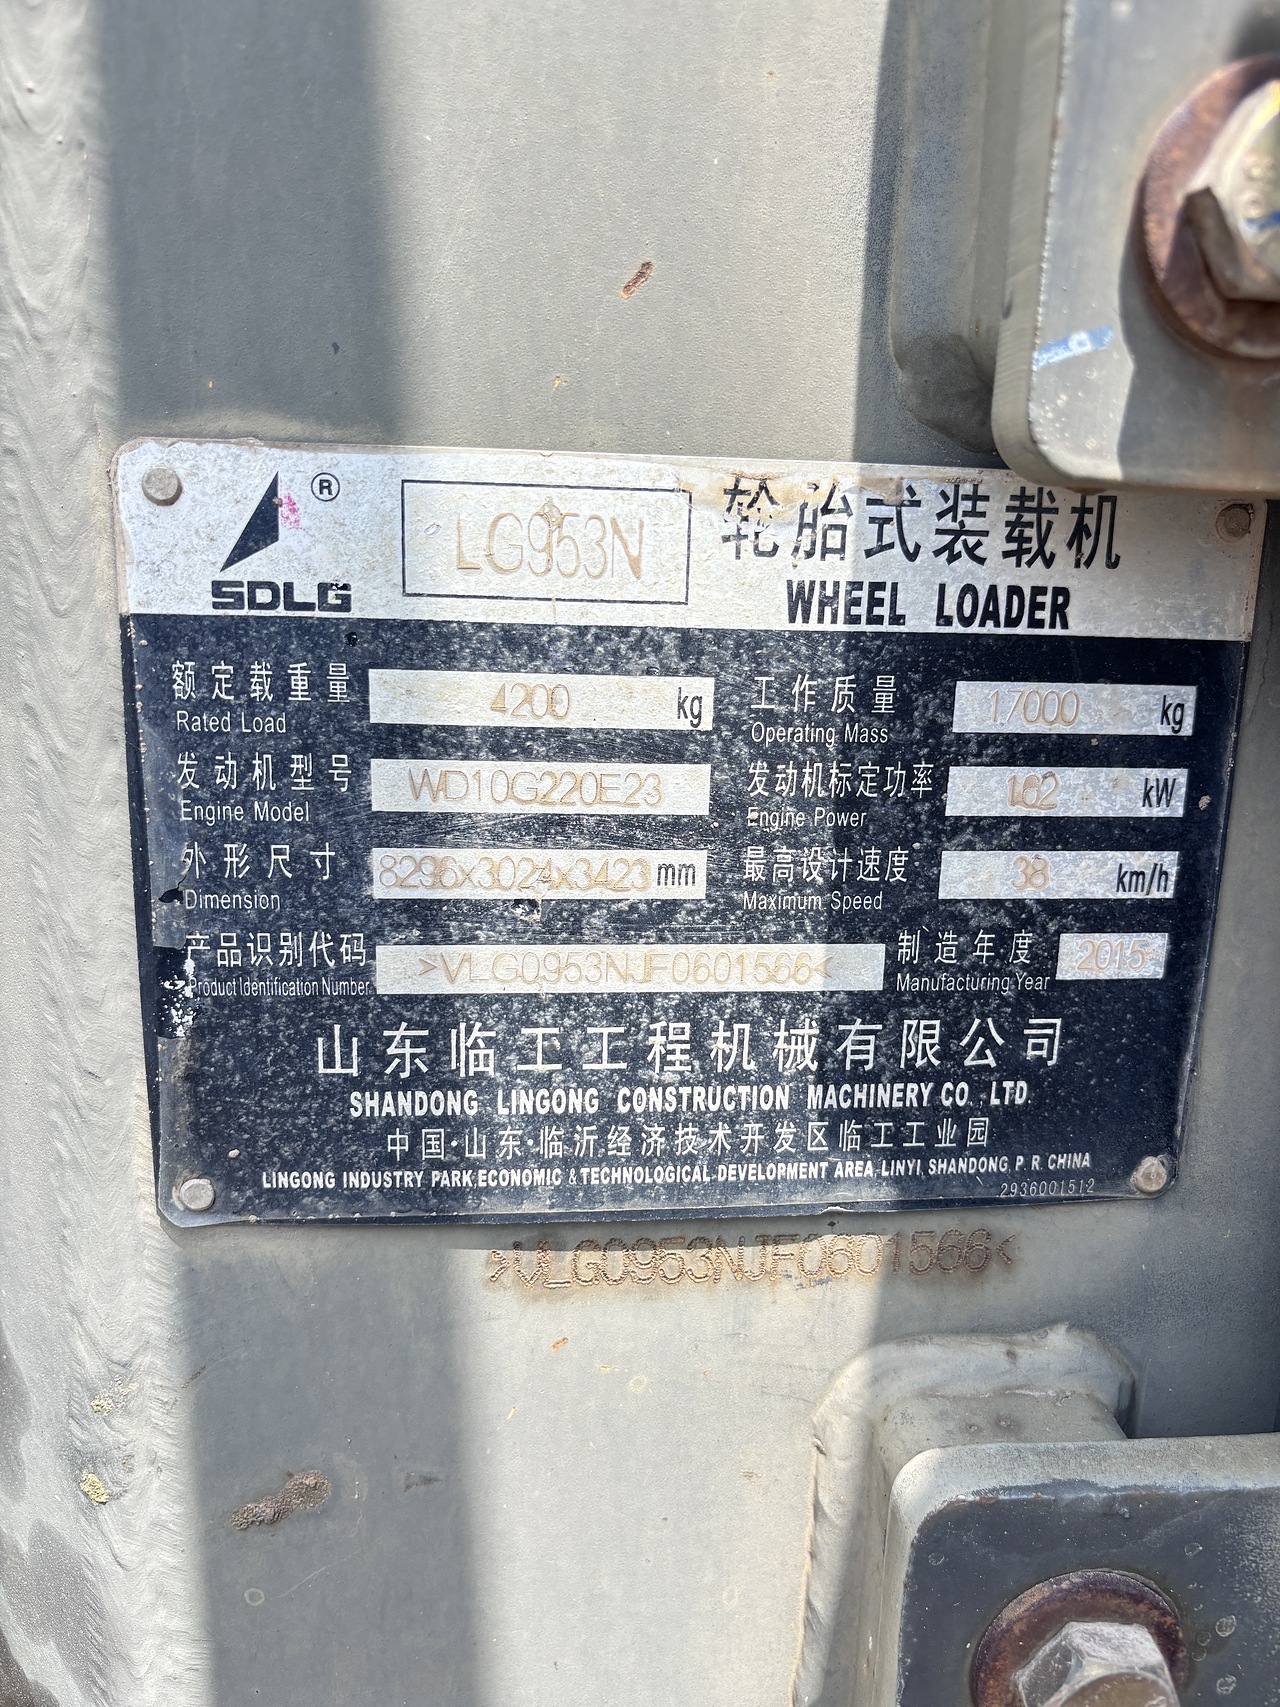 ®
SDLG
LG953N
轮胎式装载机
WHEEL LOADER
额定载重量 4200 kg 工作质量 17000 kg
Rated Load Operating Mass
发动机型号 WD10G220E23 发动机标定功率 162 kW
Engine Model Engine Power
外形尺寸 8296×3024×3423 mm 最高设计速度 38 km/h
Dimension Maximum Speed
产品识别代码 >VLG0953NJF0601566< 制造年度 2015
Product Identification Number Manufacturing Year
山东临工工程机械有限公司
SHANDONG LINGONG CONSTRUCTION MACHINERY CO.,LTD
中国·山东·临沂经济技术开发区临工工业园
LINGONG INDUSTRY PARK ECONOMIC & TECHNOLOGICAL DEVELOPMENT AREA, LINYI, SHANDONG, P. R. CHINA
2936001512
>VLG0953NJF0601566<